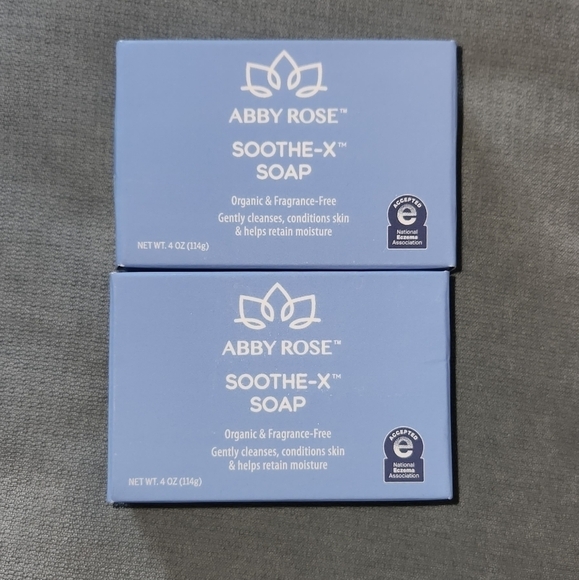 ABBY ROSE™
SOOTHE-X™
SOAP
Organic & Fragrance-Free
Gently cleanses, conditions skin
& helps retain moisture
NET WT. 4 OZ (114g)
ACCEPTED
e
National
Eczema
Association
ABBY ROSE™
SOOTHE-X™
SOAP
Organic & Fragrance-Free
Gently cleanses, conditions skin
& helps retain moisture
NET WT. 4 OZ (114g)
ACCEPTED
e
National
Eczema
Association